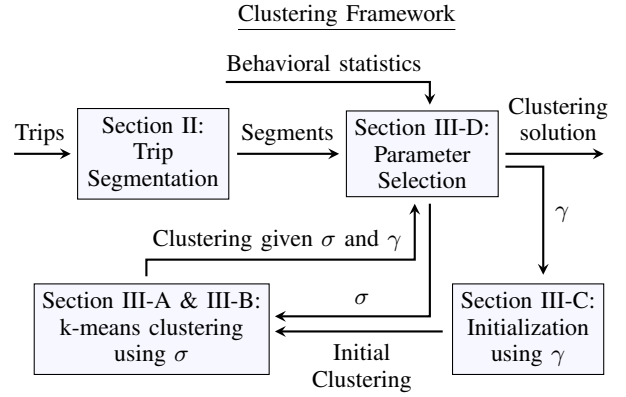 Clustering Framework
Behavioral statistics
Trips
Section II:
Trip
Segmentation
Segments
Section III-D:
Parameter
Selection
Clustering
solution
γ
Clustering given σ and γ
σ
Section III-A & III-B:
k-means clustering
using σ
Initial
Clustering
Section III-C:
Initialization
using γ